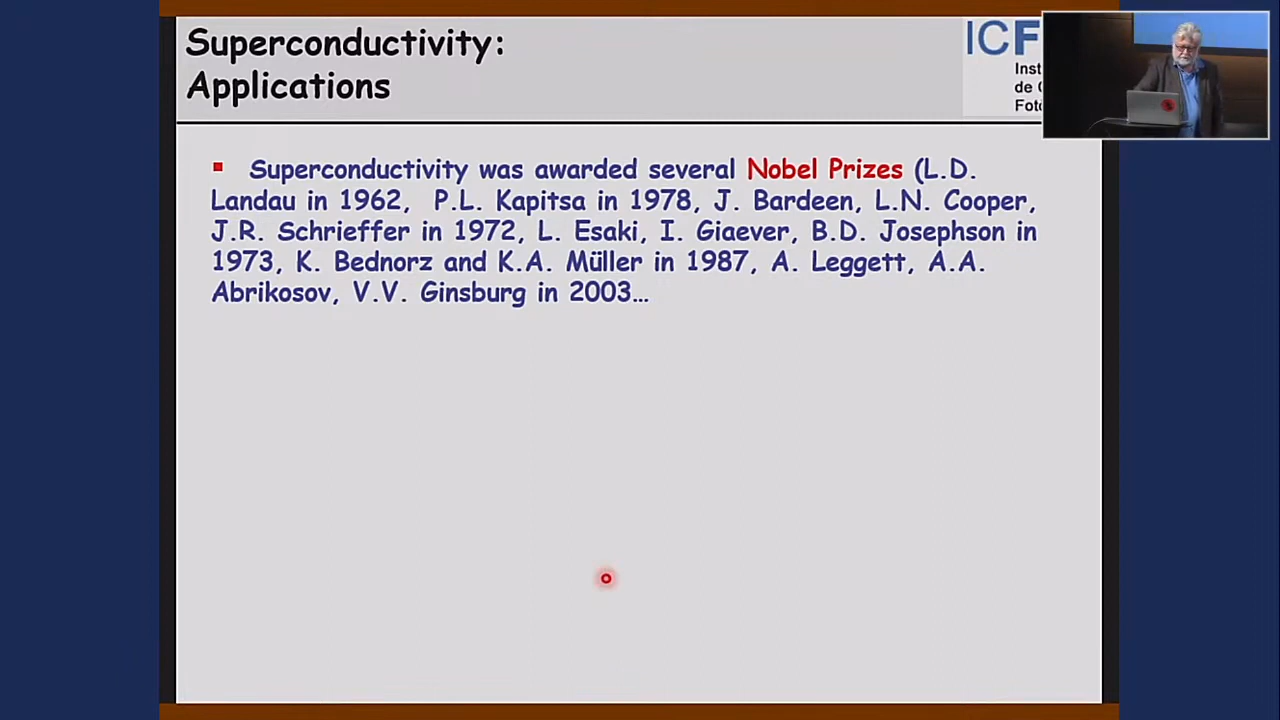 Superconductivity:
Applications
ICF
Inst
de
Fot
Superconductivity was awarded several Nobel Prizes (L.D.
Landau in 1962, P.L. Kapitsa in 1978, J. Bardeen, L.N. Cooper,
J.R. Schrieffer in 1972, L. Esaki, I. Giaever, B.D. Josephson in
1973, K. Bednorz and K.A. Müller in 1987, A. Leggett, A.A.
Abrikosov, V.V. Ginsburg in 2003…